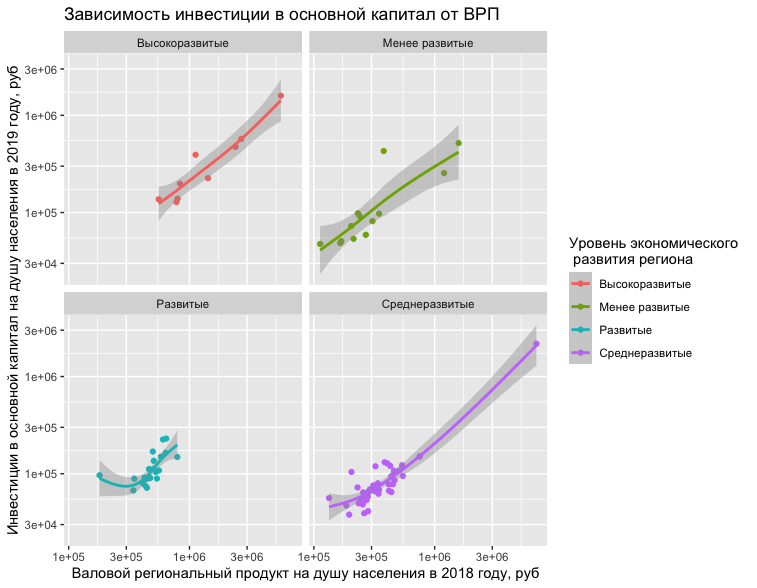 Зависимость инвестиции в основной капитал от ВРП
Высокоразвитые
Менее развитые
3e+06
1e+06
3e+05
1e+05
3e+04
Развитые
Среднеразвитые
3e+06
1e+06
3e+05
1e+05
3e+04
1e+05
3e+05
1e+06
3e+06
1e+05
3e+05
1e+06
3e+06
Валовой региональный продукт на душу населения в 2018 году, руб
Инвестиции в основной капитал на душу населения в 2019 году, руб
Уровень экономического
развития региона
Высокоразвитые
Менее развитые
Развитые
Среднеразвитые